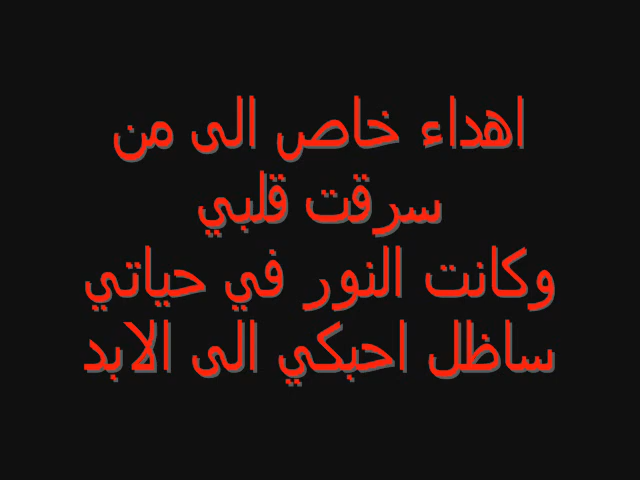 اهداء خاص الى من
سرقت قلبي
وكانت النور في حياتي
ساظل احبكي الى الابد